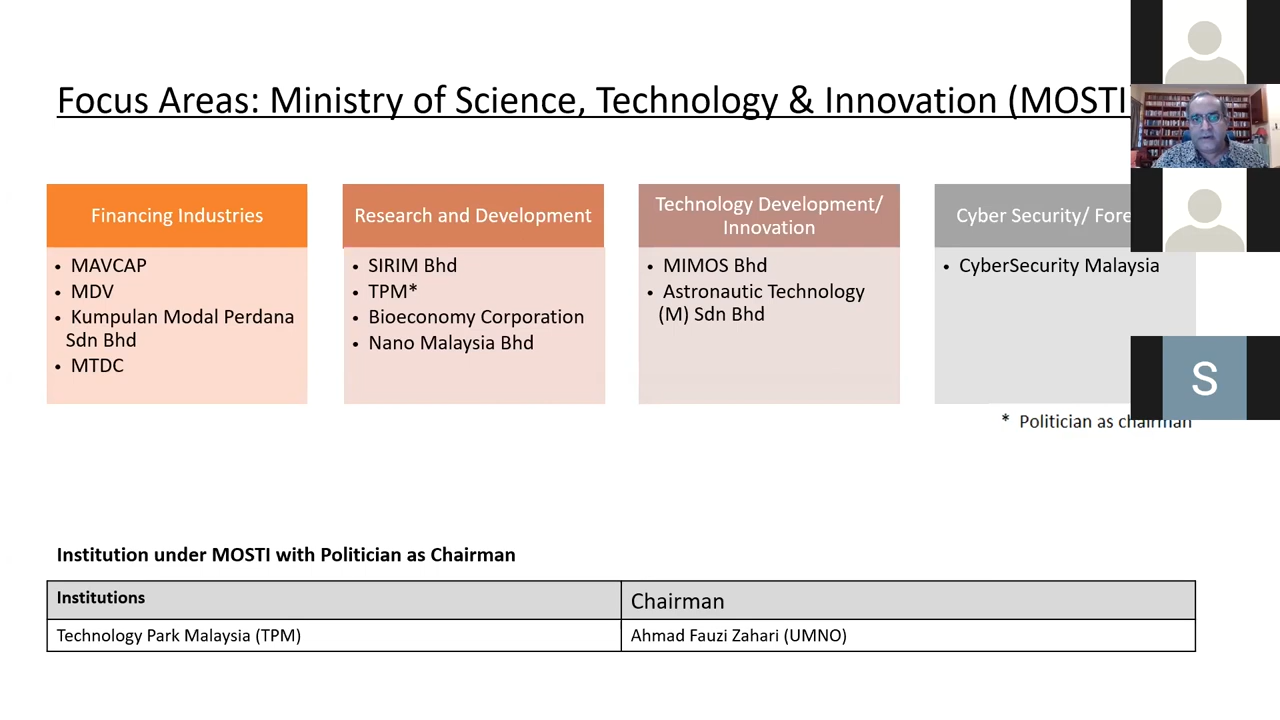 Focus Areas: Ministry of Science, Technology & Innovation (MOSTI
Financing Industries
• MAVCAP
• MDV
• Kumpulan Modal Perdana
Sdn Bhd
• MTDC
Research and Development
• SIRIM Bhd
• TPM*
• Bioeconomy Corporation
• Nano Malaysia Bhd
Technology Development/
Innovation
• MIMOS Bhd
• Astronautic Technology
(M) Sdn Bhd
Cyber Security/
• CyberSecurity Malaysia
S
* Politician as chairman
Institution under MOSTI with Politician as Chairman
Institutions
Chairman
Technology Park Malaysia (TPM)
Ahmad Fauzi Zahari (UMNO)